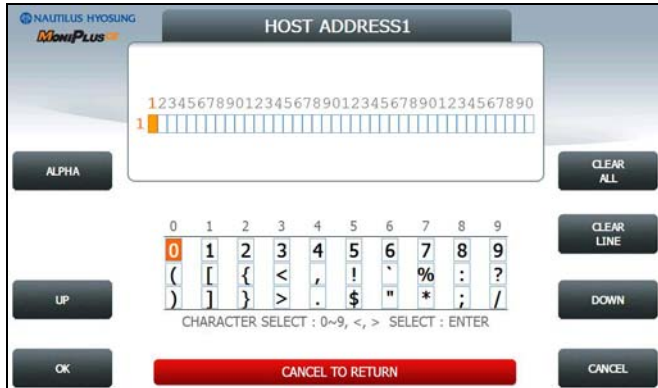 NAUTILUS HYOSUNG
MoniPlus CE
HOST ADDRESS1
1234567890123456789012345678901234567890
1
ALPHA
CLEAR ALL
0 1 2 3 4 5 6 7 8 9
0 1 2 3 4 5 6 7 8 9
( [ { < , ! ` % : ?
) ] } > . $ " * ; /
CLEAR LINE
UP
DOWN
CHARACTER SELECT : 0~9, <, > SELECT : ENTER
OK
CANCEL TO RETURN
CANCEL